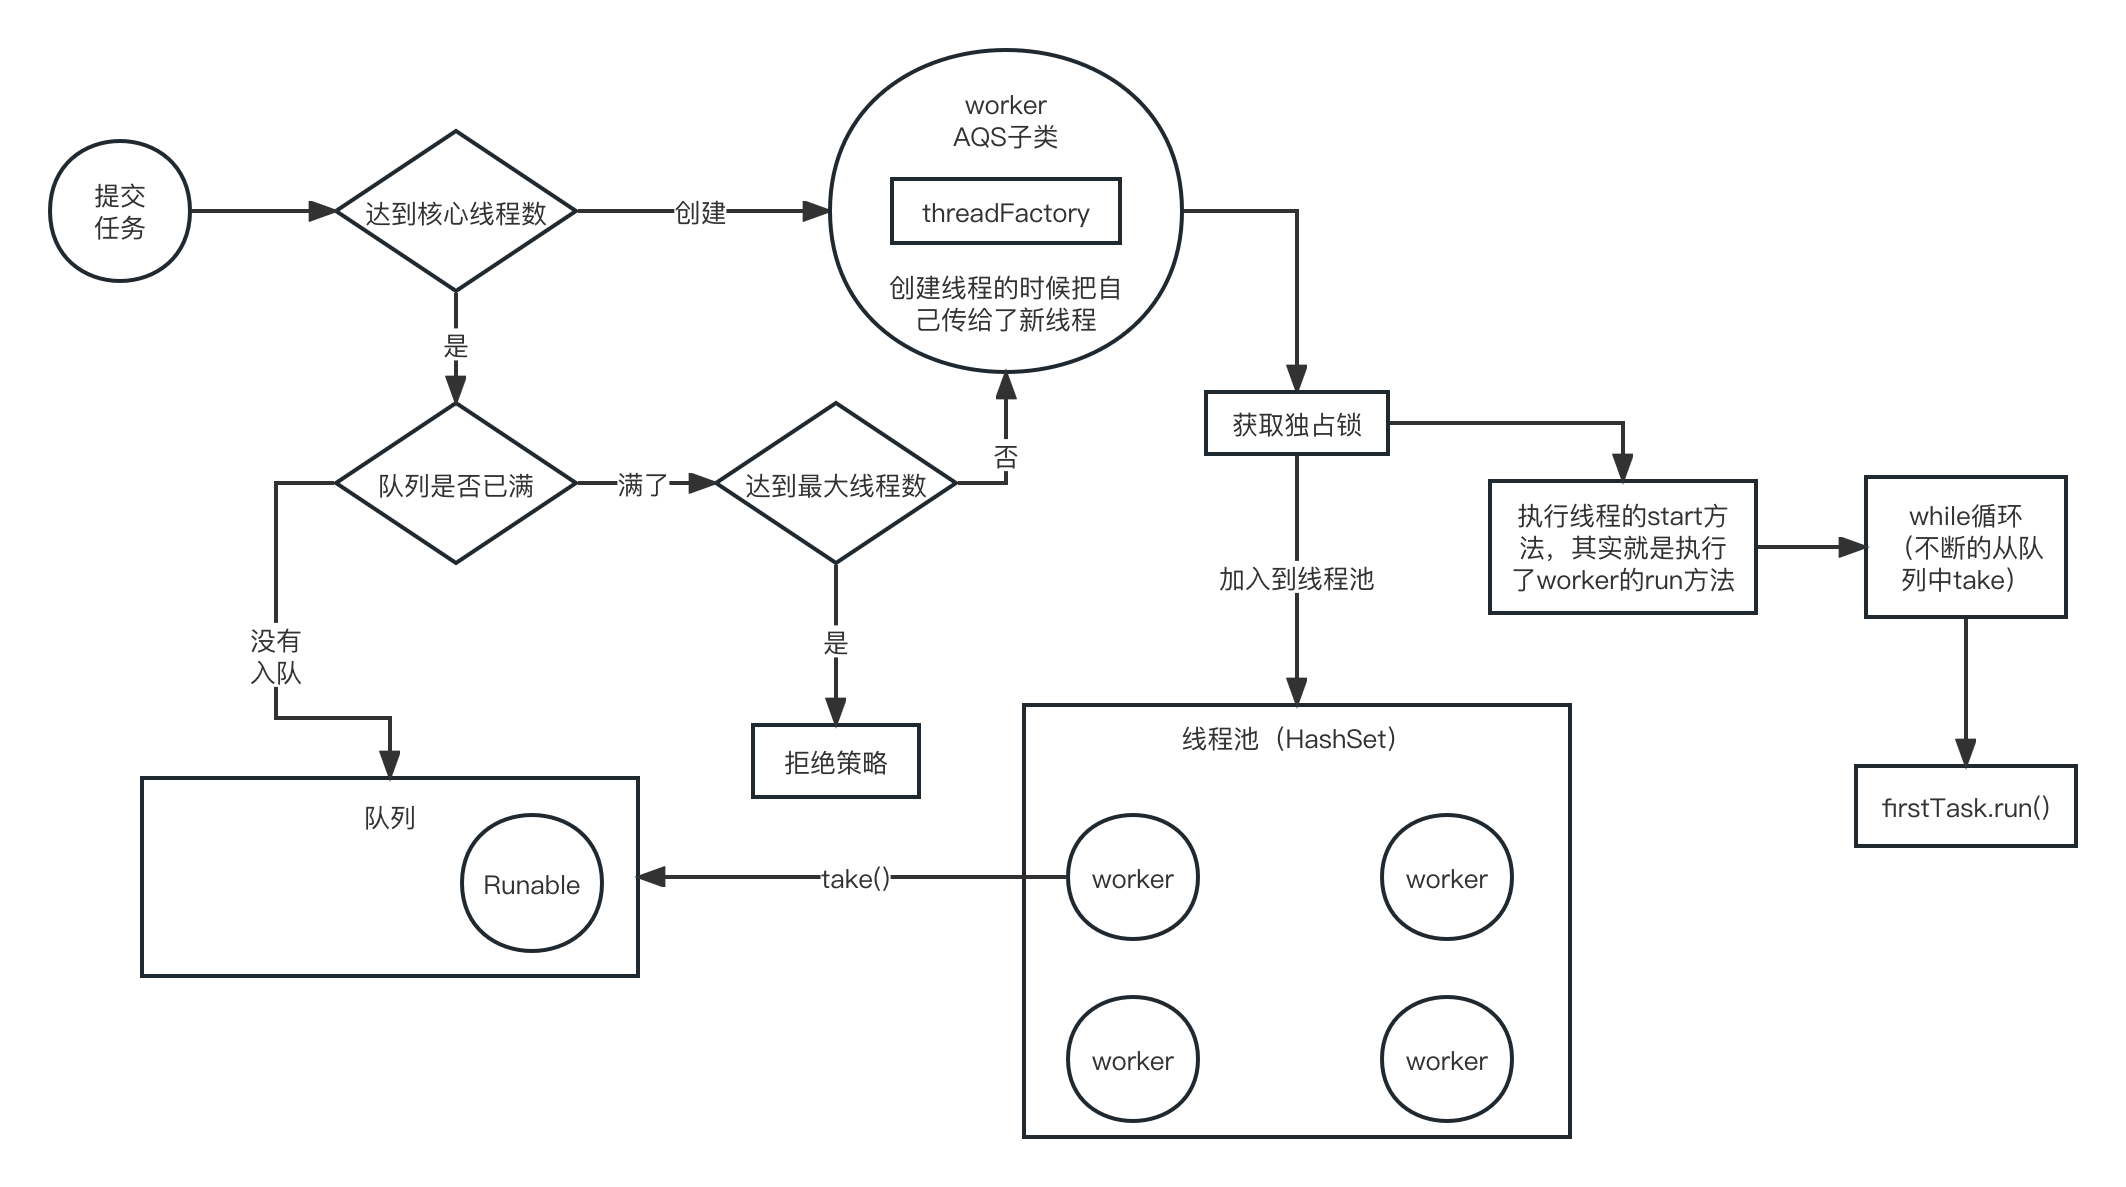 提交
任务
达到核心线程数
创建
worker
AQS子类
threadFactory
创建线程的时候把自
己传给了新线程
是
队列是否已满
满了
达到最大线程数
否
获取独占锁
执行线程的start方
法，其实就是执行
了worker的run方法
while循环
（不断的从队
列中take）
加入到线程池
没有
入队
是
拒绝策略
线程池（HashSet）
firstTask.run()
队列
Runable
take()
worker
worker
worker
worker